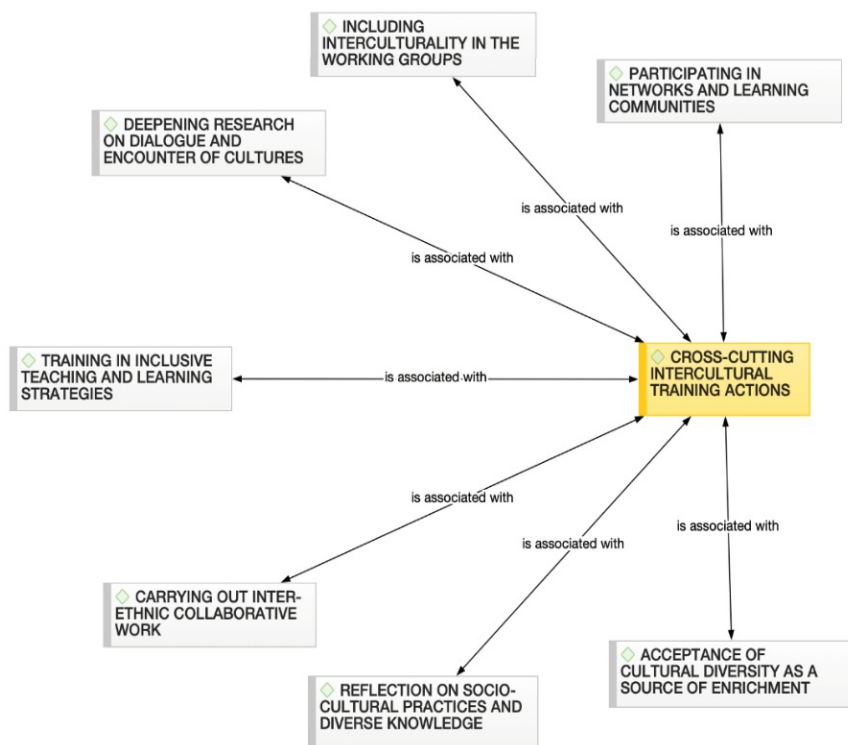 INCLUDING
INTERCULTURALITY IN THE
WORKING GROUPS
PARTICIPATING IN
NETWORKS AND LEARNING
COMMUNITIES
DEEPENING RESEARCH
ON DIALOGUE AND
ENCOUNTER OF CULTURES
is associated with
is associated with
is associated with
TRAINING IN INCLUSIVE
TEACHING AND LEARNING
STRATEGIES
is associated with
CROSS-CUTTING
INTERCULTURAL
TRAINING ACTIONS
is associated with
is associated with
is associated with
CARRYING OUT INTER-
ETHNIC COLLABORATIVE
WORK
REFLECTION ON SOCIO-
CULTURAL PRACTICES AND
DIVERSE KNOWLEDGE
ACCEPTANCE OF
CULTURAL DIVERSITY AS A
SOURCE OF ENRICHMENT